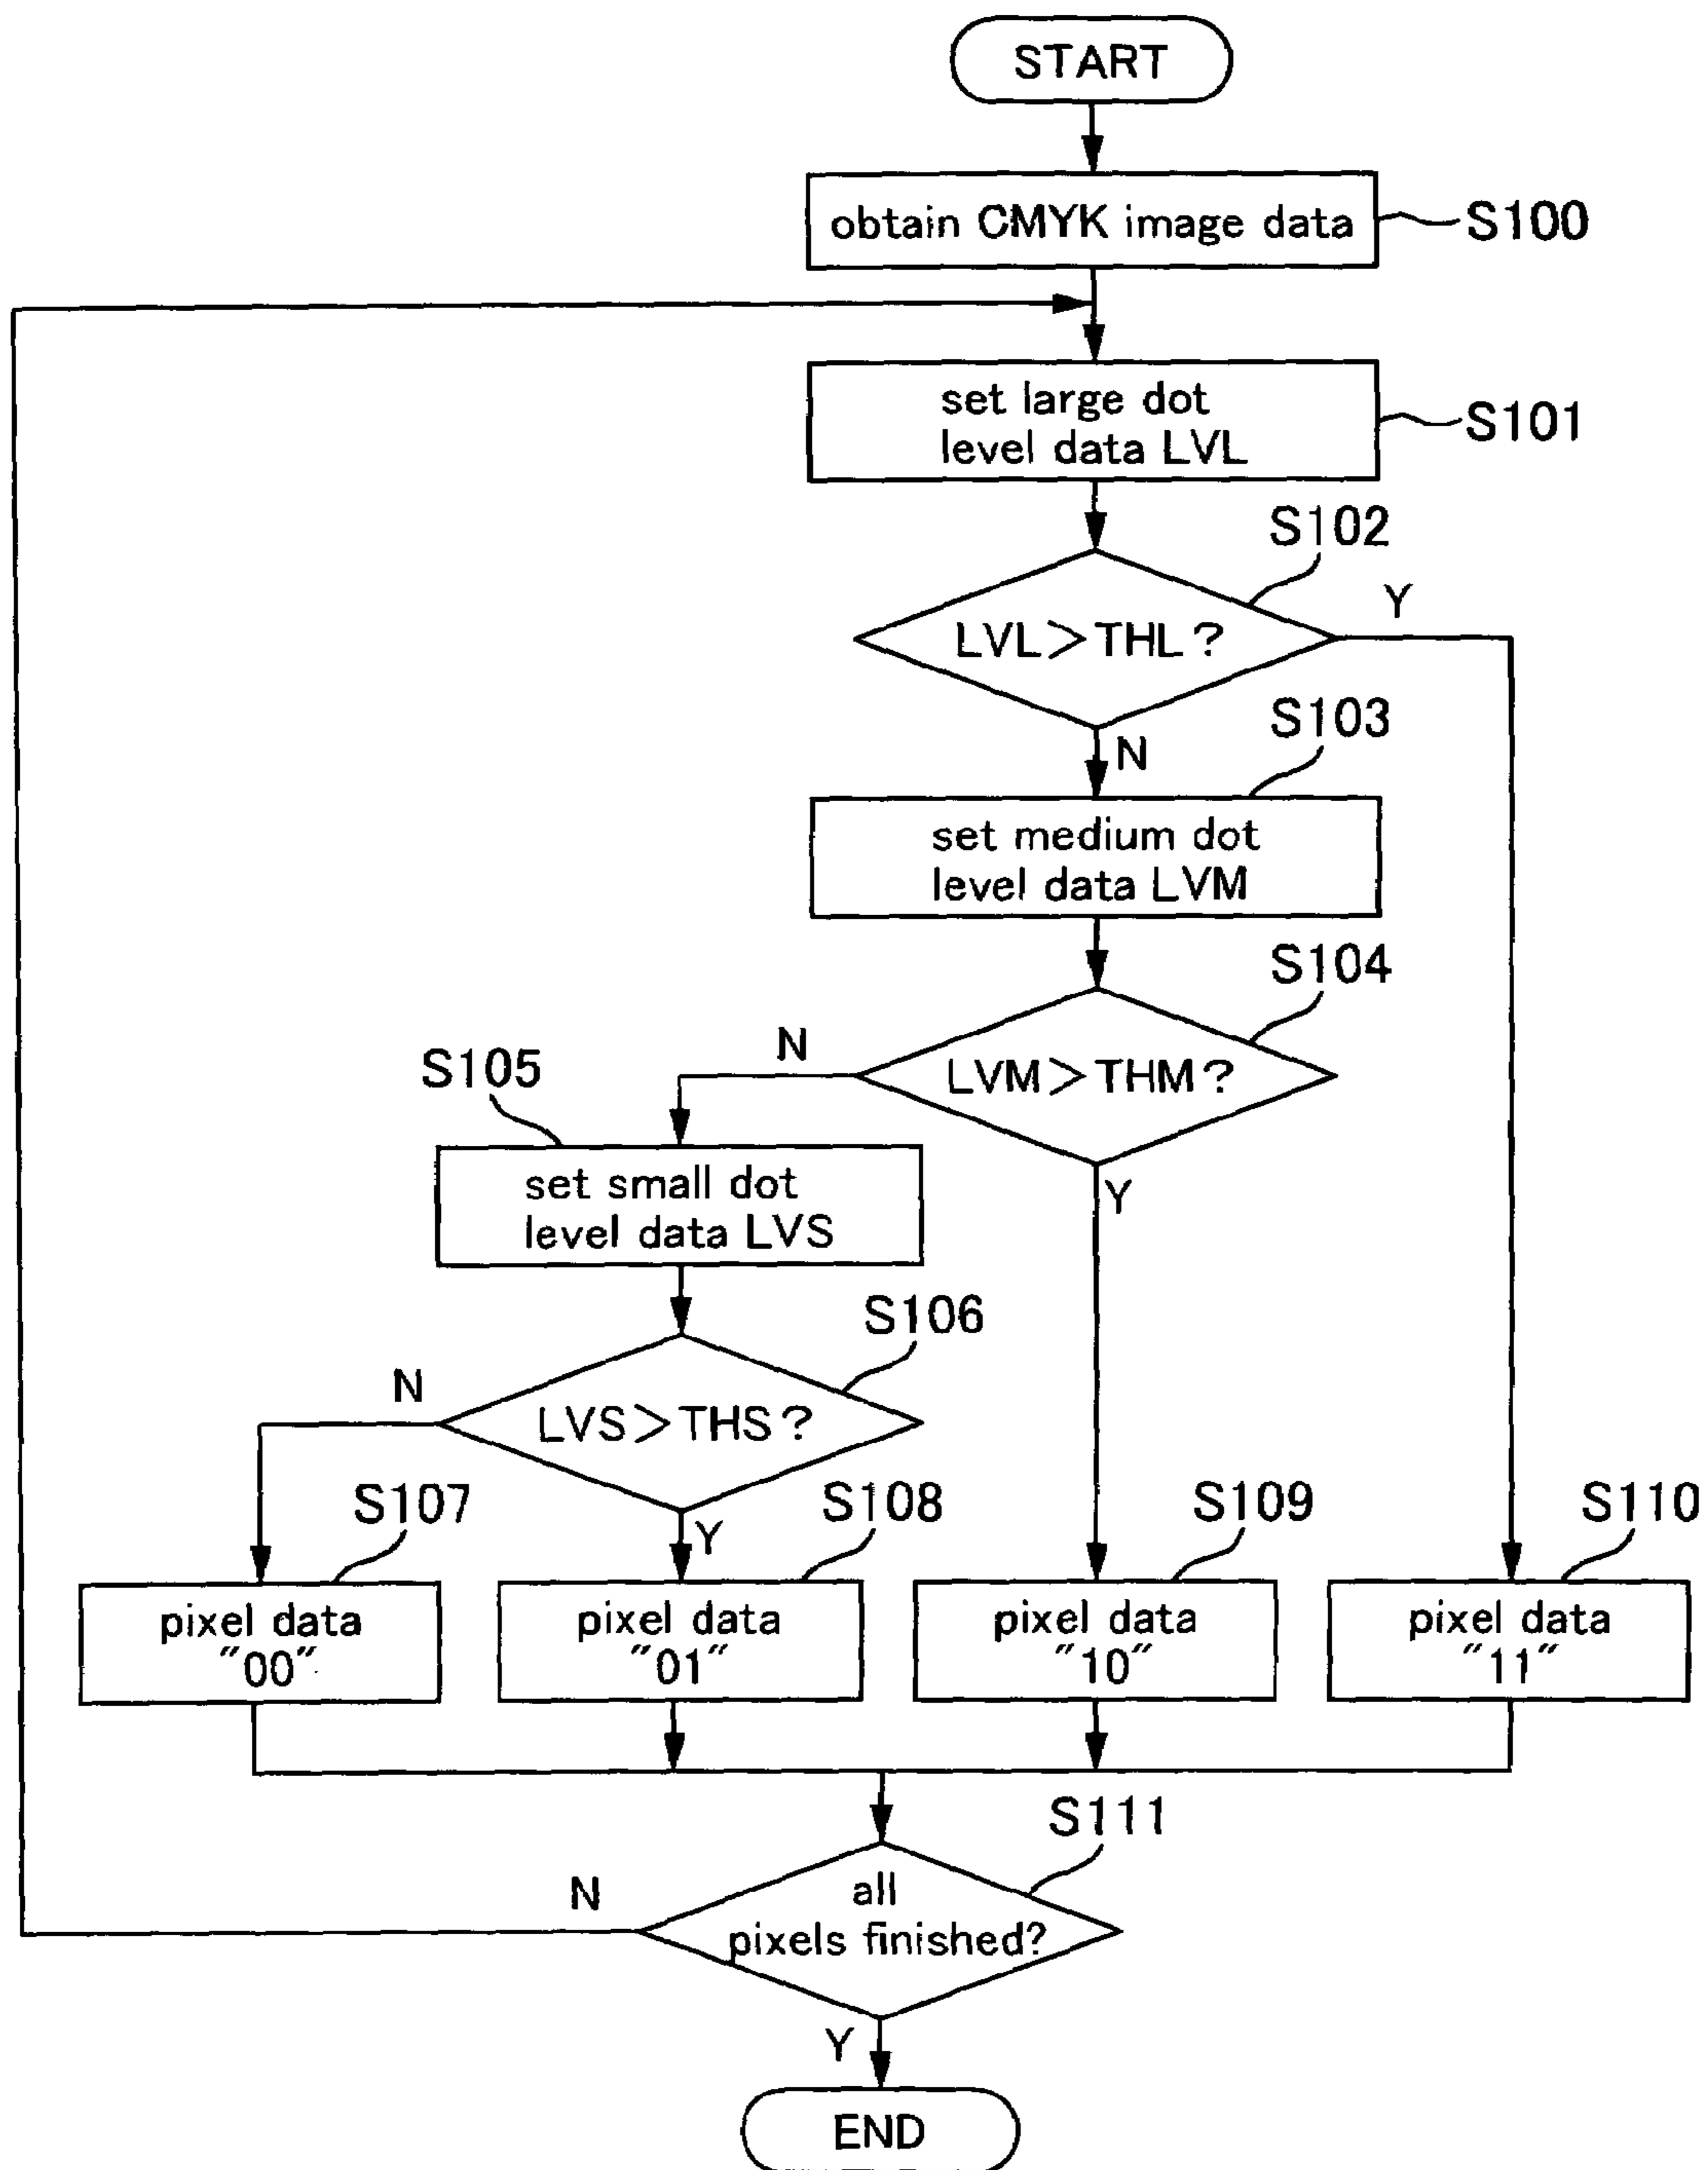 START
obtain CMYK image data
S100
set large dot
level data LVL
S101
S102
LVL>THL?
Y
N
S103
set medium dot
level data LVM
S104
LVM>THM?
N
Y
S105
set small dot
level data LVS
S106
LVS>THS?
N
Y
S107
pixel data
"00"
S108
pixel data
"01"
S109
pixel data
"10"
S110
pixel data
"11"
S111
all
pixels finished?
N
Y
END